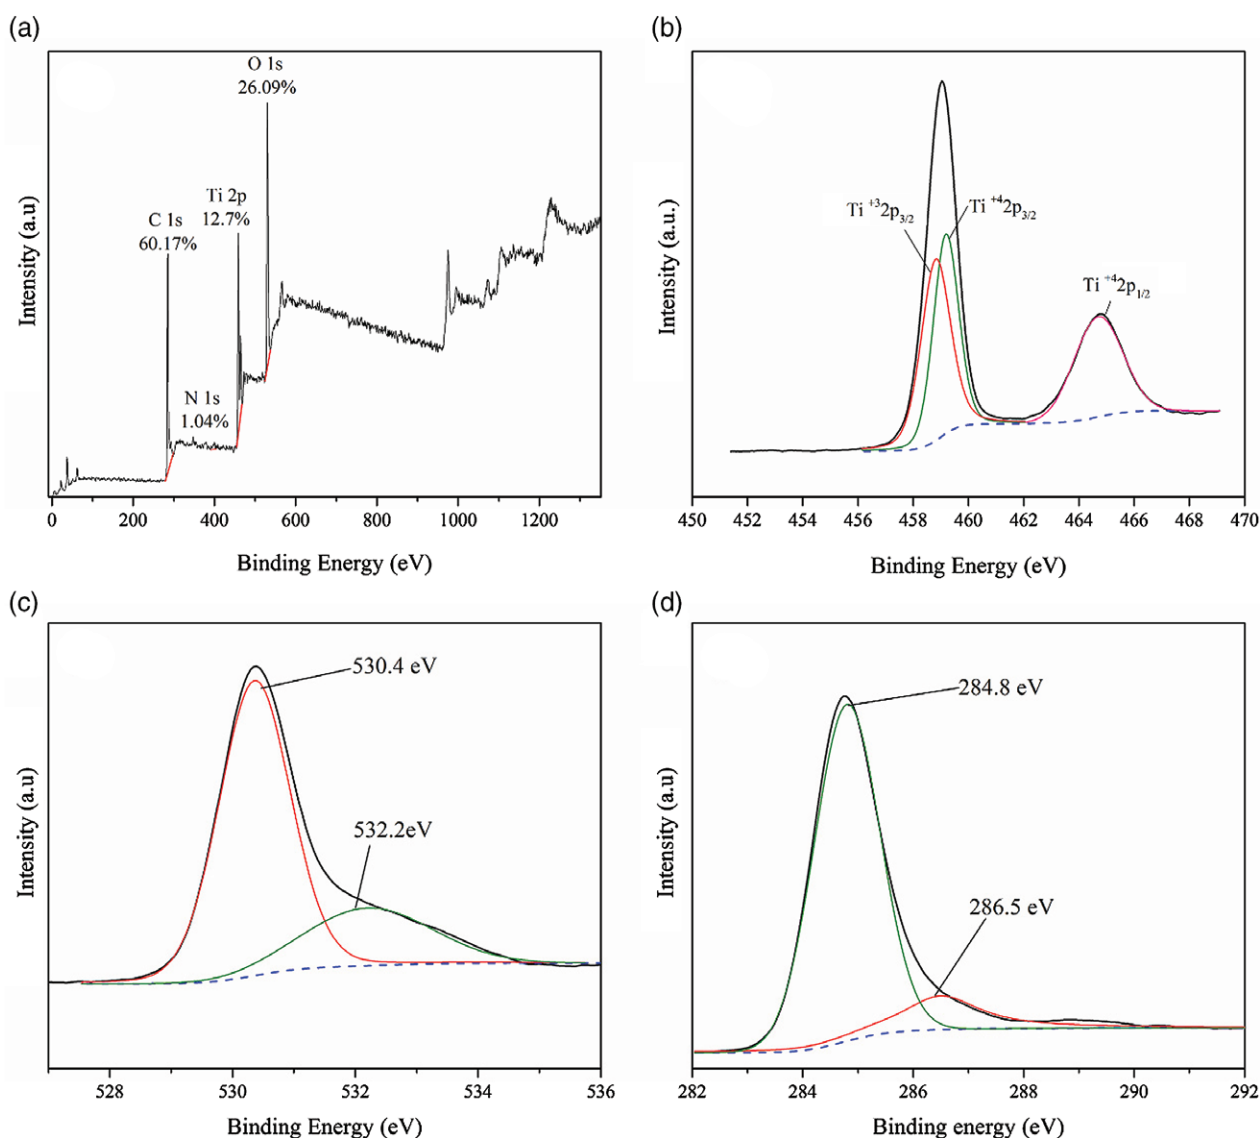 (a)
O 1s
26.09%
Ti 2p
12.7%
C 1s
60.17%
N 1s
1.04%
Intensity (a.u)
0 200 400 600 800 1000 1200
Binding Energy (eV)
(b)
Ti +3 2p3/2
Ti +4 2p3/2
Ti +4 2p1/2
Intensity (a.u.)
450 452 454 456 458 460 462 464 466 468 470
Binding Energy (eV)
(c)
530.4 eV
532.2eV
Intensity (a.u)
528 530 532 534 536
Binding Energy (eV)
(d)
284.8 eV
286.5 eV
Intensity (a.u)
282 284 286 288 290 292
Binding energy (eV)